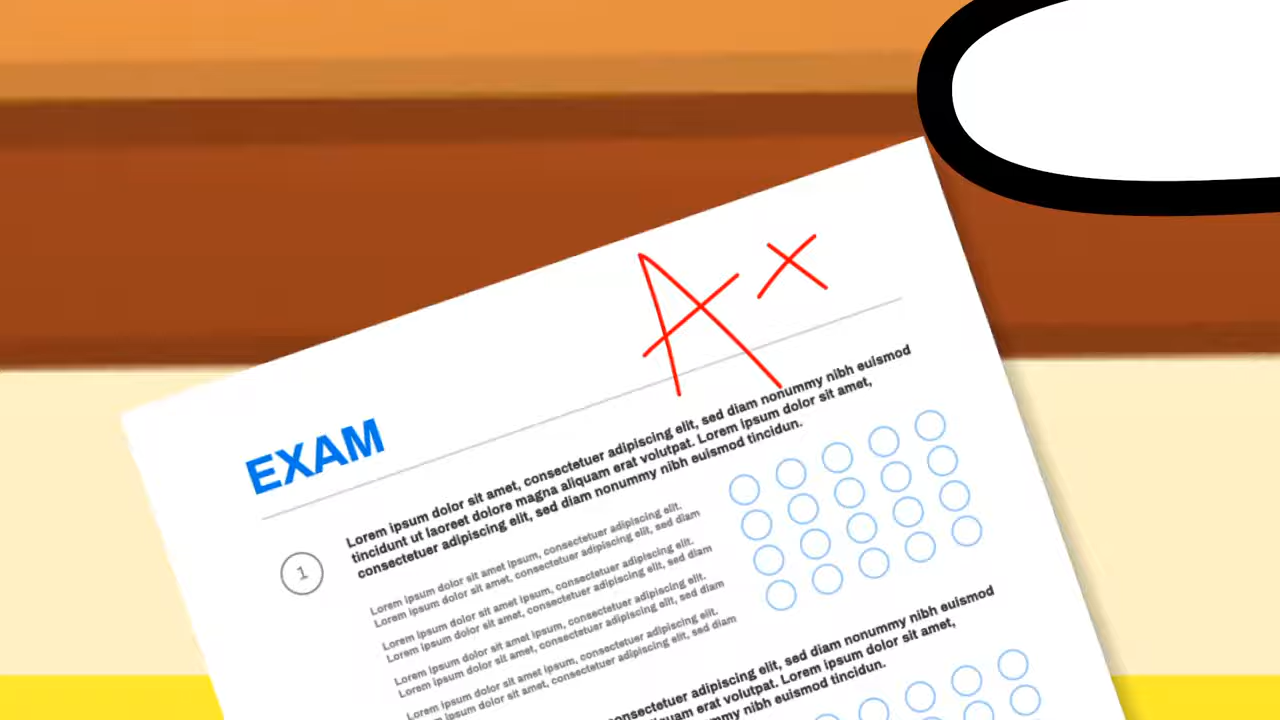 A+
EXAM
Lorem ipsum dolor sit amet, consectetuer adipiscing elit, sed diam nonummy nibh euismod
tincidunt ut laoreet dolore magna aliquam erat volutpat. Lorem ipsum dolor sit amet,
consectetuer adipiscing elit, sed diam nonummy nibh euismod tincidun.
1
Lorem ipsum dolor sit amet ipsum, consectetuer adipiscing elit.
Lorem ipsum dolor sit amet, consectetuer adipiscing elit, sed diam
Lorem ipsum dolor sit amet ipsum, consectetuer adipiscing elit.
Lorem ipsum dolor sit amet, consectetuer adipiscing elit, sed diam
Lorem ipsum dolor sit amet ipsum, consectetuer adipiscing elit.
Lorem ipsum dolor sit amet, consectetuer adipiscing elit, sed diam
Lorem ipsum dolor sit amet ipsum, consectetuer adipiscing elit.
Lorem ipsum dolor sit amet, consectetuer adipiscing elit, sed diam
adipiscing elit, sed diam nonummy nibh euismod
erat volutpat. Lorem ipsum dolor sit amet,
nonummy nibh euismod tincidun.